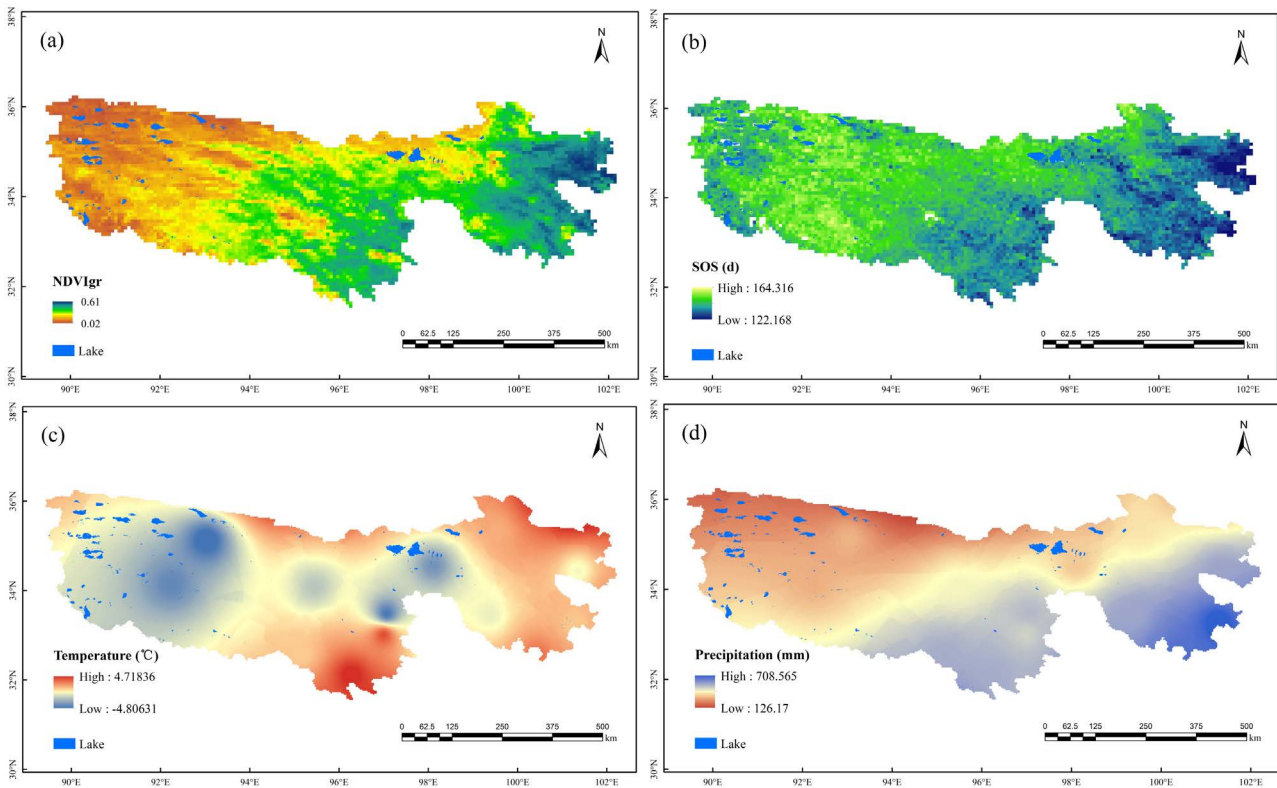 (a)
N
38°N
36°N
34°N
32°N
30°N
NDVIgr
0.61
0.02
Lake
0 62.5 125 250 375 500
km
90°E 92°E 94°E 96°E 98°E 100°E 102°E
(b)
N
38°N
36°N
34°N
32°N
30°N
SOS (d)
High : 164.316
Low : 122.168
Lake
0 62.5 125 250 375 500
km
90°E 92°E 94°E 96°E 98°E 100°E 102°E
(c)
N
38°N
36°N
34°N
32°N
30°N
Temperature (℃)
High : 4.71836
Low : -4.80631
Lake
0 62.5 125 250 375 500
km
90°E 92°E 94°E 96°E 98°E 100°E 102°E
(d)
N
38°N
36°N
34°N
32°N
30°N
Precipitation (mm)
High : 708.565
Low : 126.17
Lake
0 62.5 125 250 375 500
km
90°E 92°E 94°E 96°E 98°E 100°E 102°E